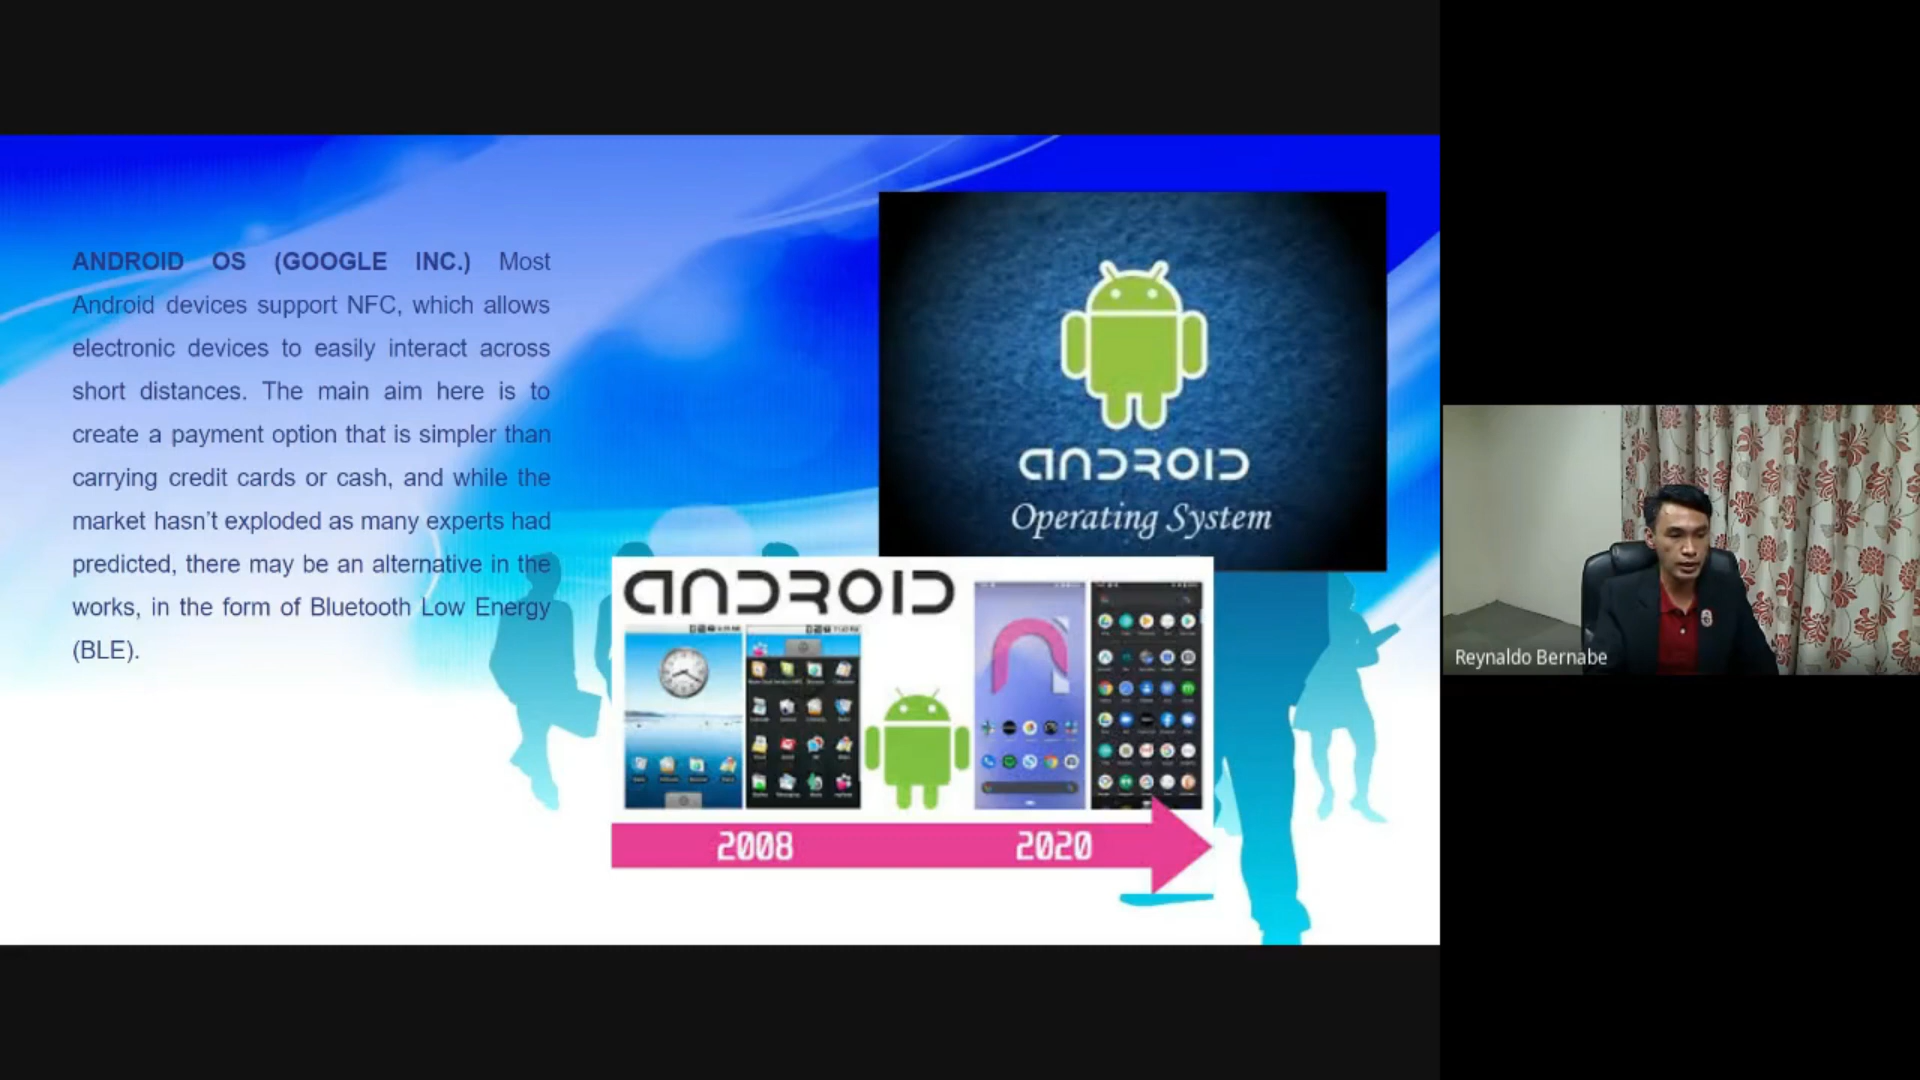 ANDROID OS (GOOGLE INC.) Most
Android devices support NFC, which allows
electronic devices to easily interact across
short distances. The main aim here is to
create a payment option that is simpler than
carrying credit cards or cash, and while the
market hasn’t exploded as many experts had
predicted, there may be an alternative in the
works, in the form of Bluetooth Low Energy
(BLE).
ANDROID
Operating System
ANDROID
2008
2020
Reynaldo Bernabe